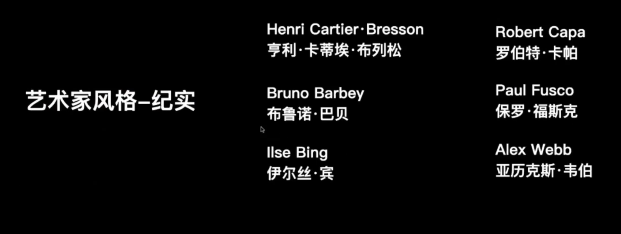 艺术家风格-纪实
Henri Cartier·Bresson
亨利·卡蒂埃·布列松
Bruno Barbey
布鲁诺·巴贝
Ilse Bing
伊尔丝·宾
Robert Capa
罗伯特·卡帕
Paul Fusco
保罗·福斯克
Alex Webb
亚历克斯·韦伯